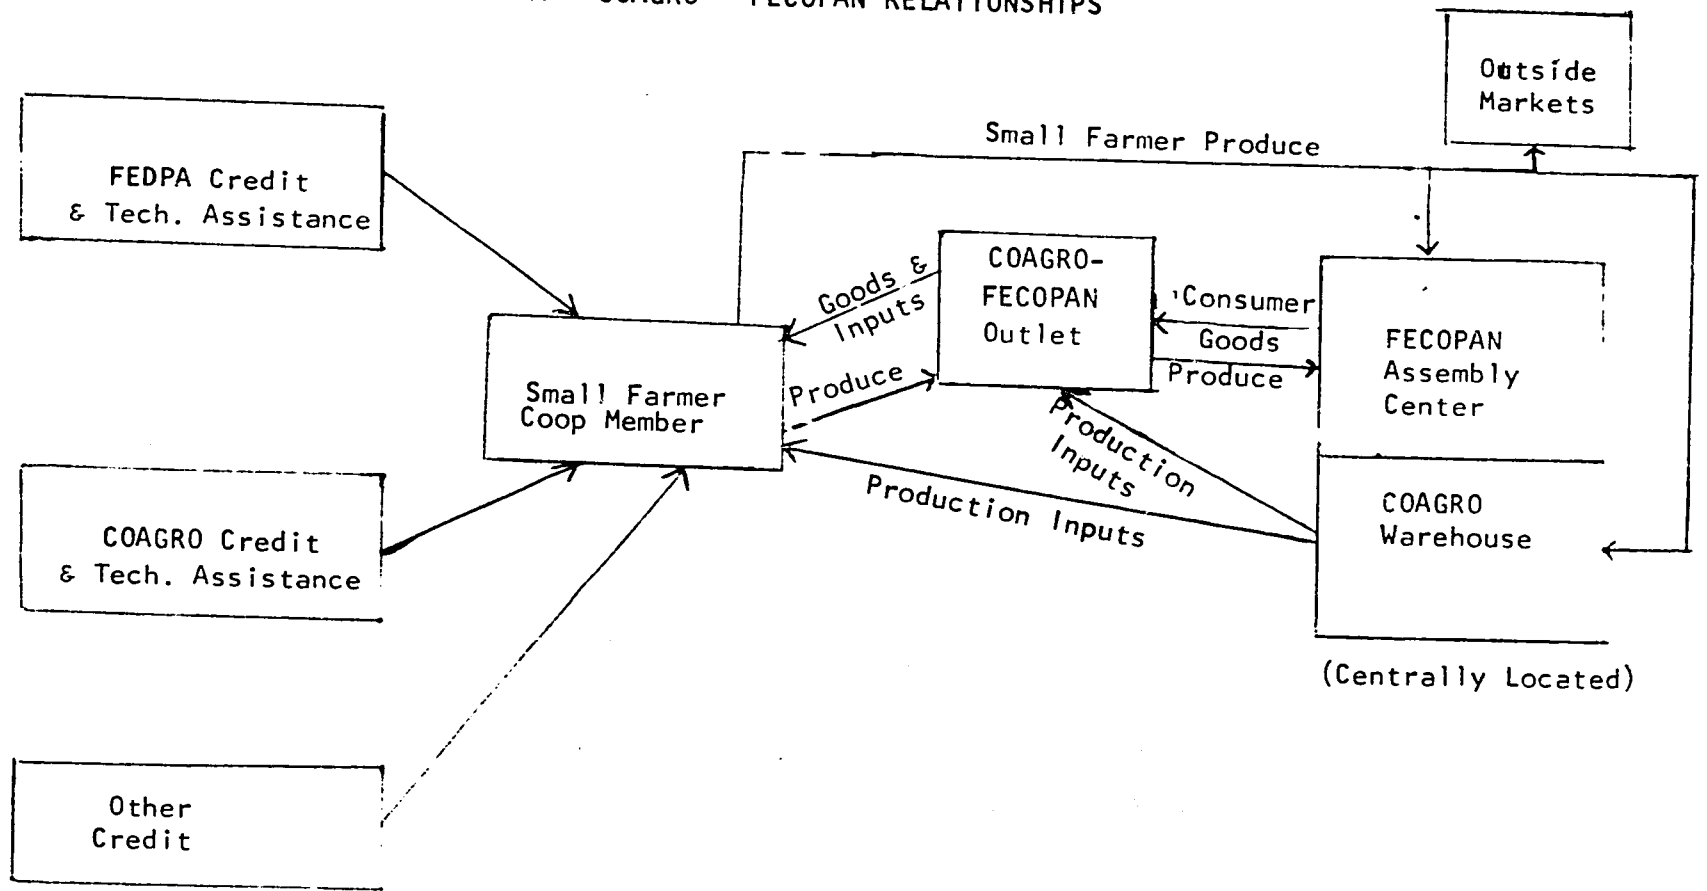 COAGRO - FECOPAN RELATIONSHIPS
Outside
Markets
Small Farmer Produce
FEDPA Credit
& Tech. Assistance
COAGRO-
FECOPAN
Outlet
Goods &
Inputs
Consumer
Goods
Produce
FECOPAN
Assembly
Center
Small Farmer
Coop Member
Produce
Production
Inputs
Production Inputs
COAGRO
Warehouse
COAGRO Credit
& Tech. Assistance
(Centrally Located)
Other
Credit